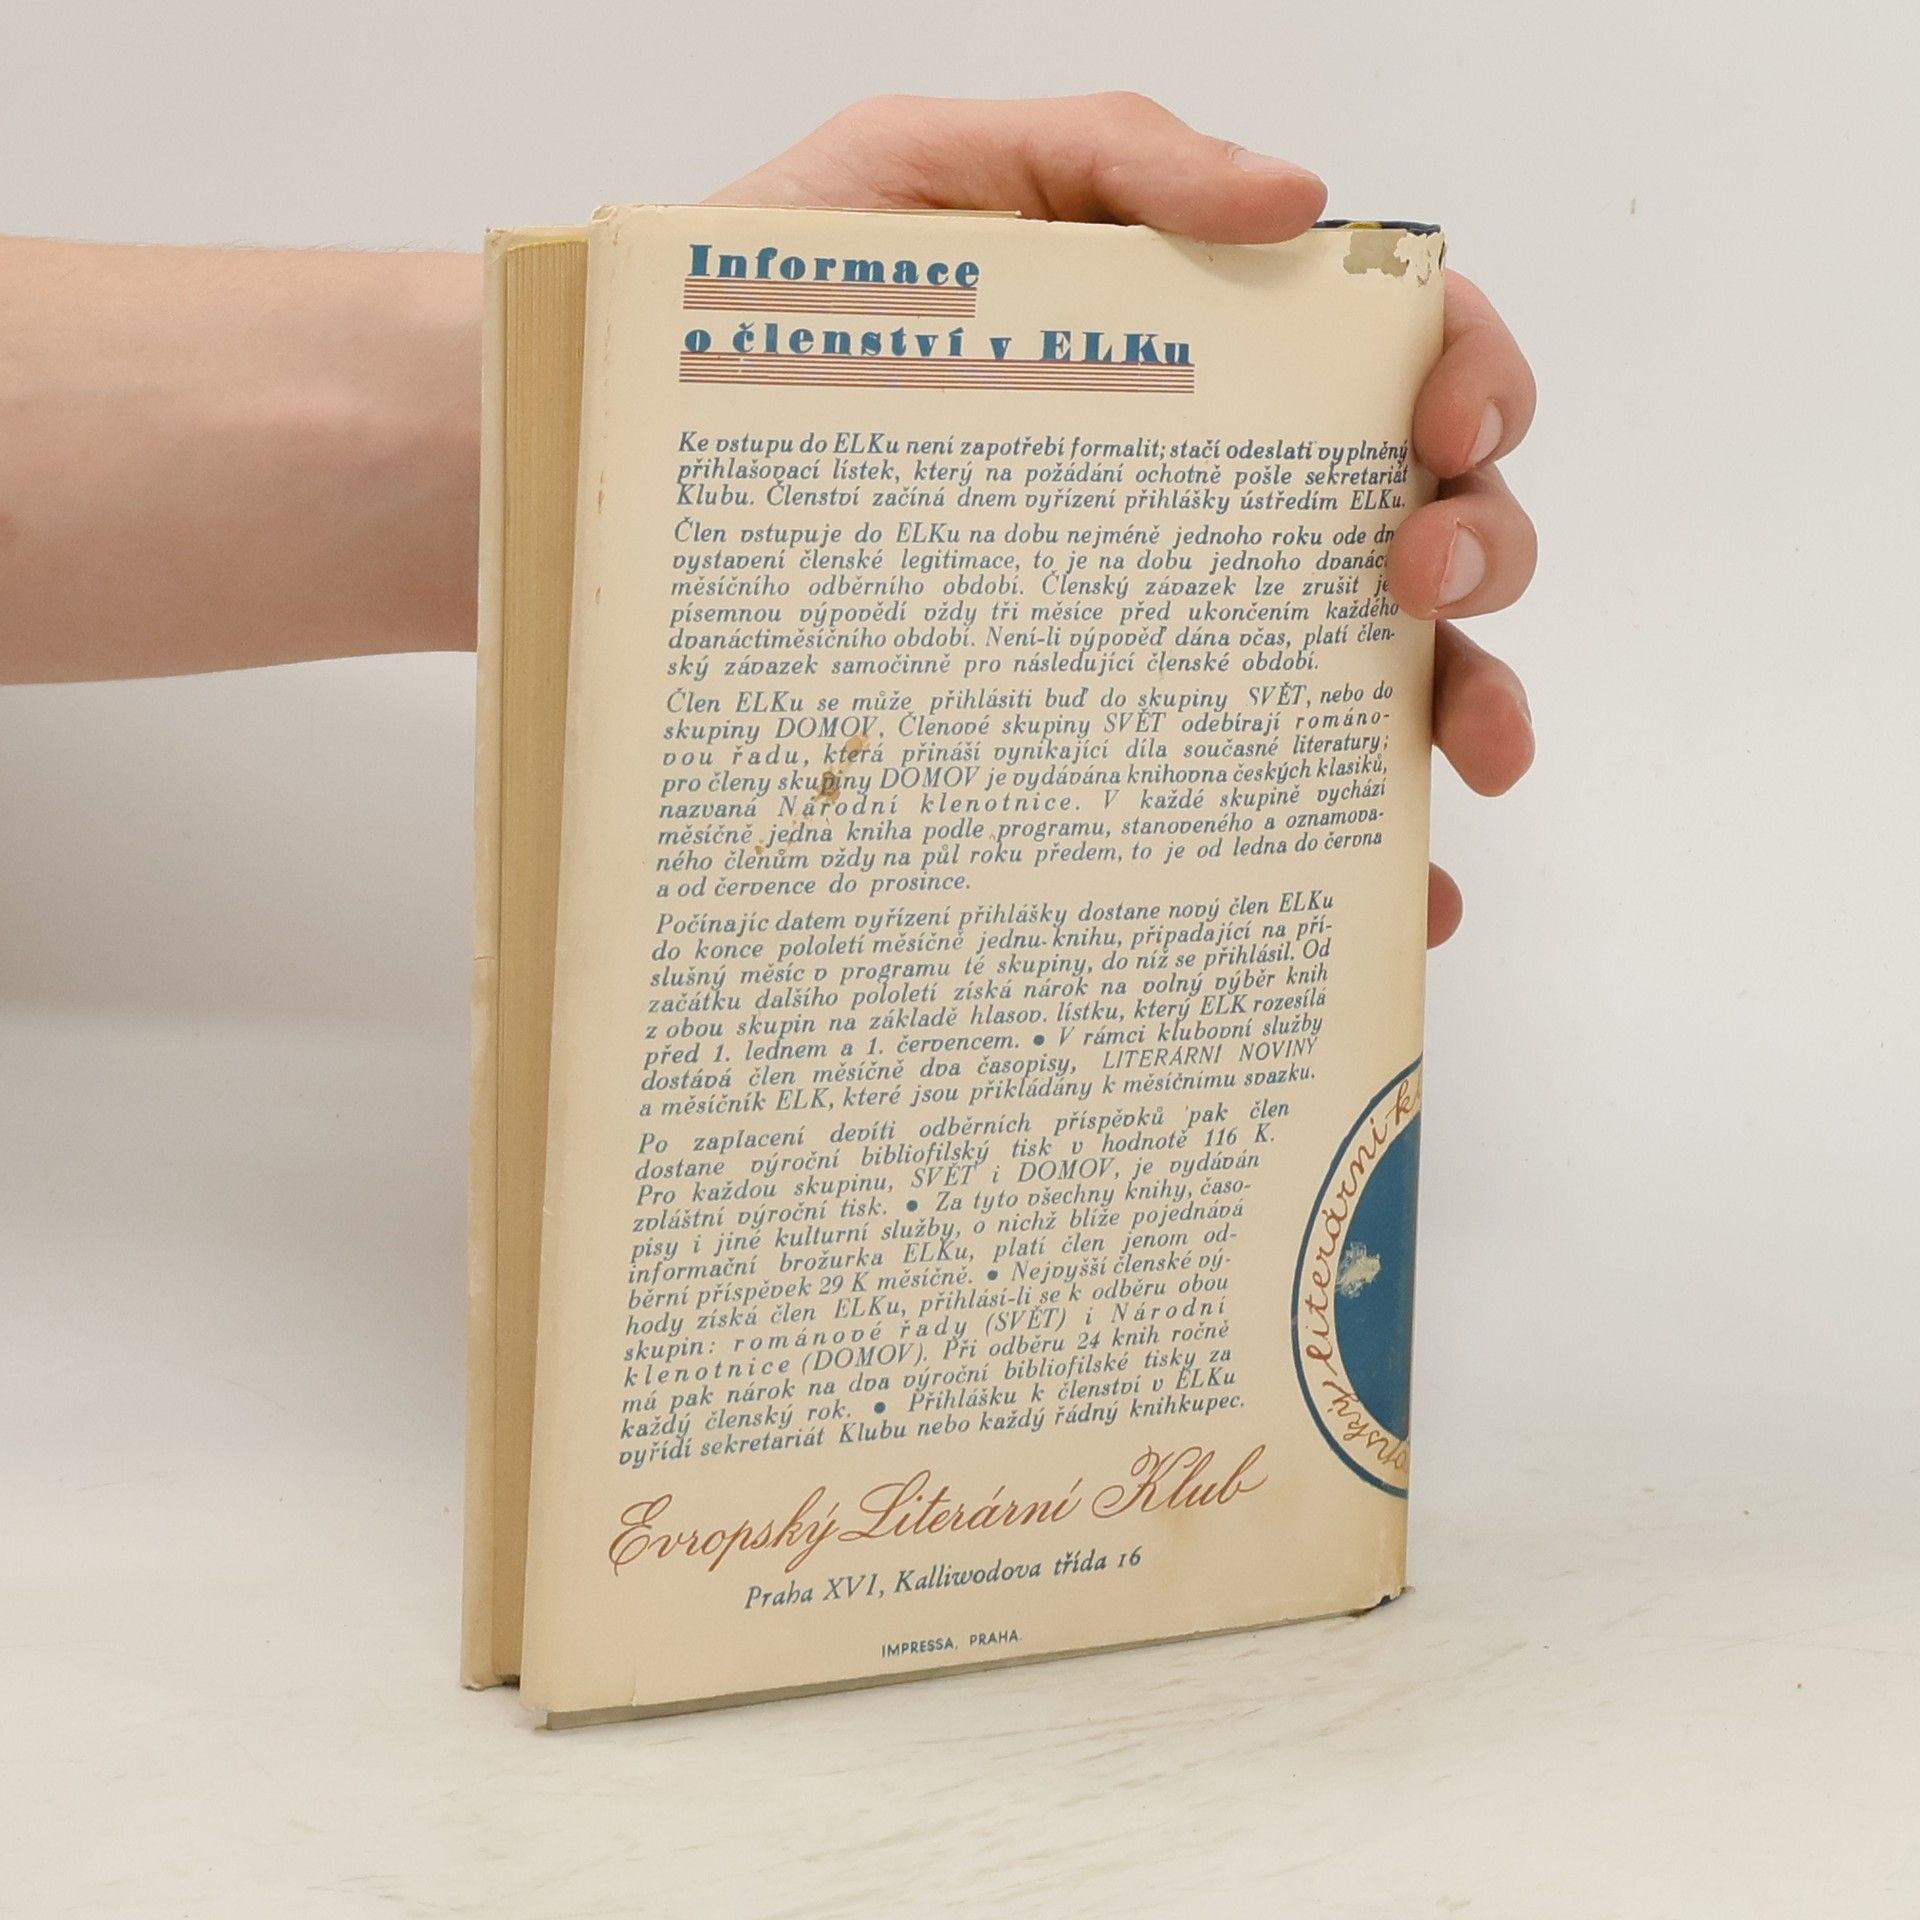 Informace
o členství v ELKu
Ke vstupu do ELKu není zapotřebí formalit; stačí odeslati vyplněný
přihlašovací lístek, který na požádání ochotně pošle sekretariát
Klubu. Členství začíná dnem vyřízení přihlášky ústředím ELKu.
Člen vstupuje do ELKu na dobu nejméně jednoho roku ode
vystavení členské legitimace, to je na dobu jednoho
měsíčního odběrního období. Členský závazek lze zrušit
písemnou výpovědí vždy tři měsíce před ukončením každého
dvanáctiměsíčního období. Není-li výpověď dána včas, platí člen-
ský závazek samočinně pro následující členské období.
Člen ELKu se může přihlásiti buď do skupiny SVĚT, nebo do
skupiny DOMOV. Členové skupiny SVĚT odebírají románo-
vou řadu, která přináší vynikající díla současné literatury;
pro členy skupiny DOMOV je vydávána knihovna českých klasiků,
nazvaná Národní klenotnice. V každé skupině vychází
měsíčně jedna kniha podle programu, stanoveného a oznamova-
ného členům vždy na půl roku předem, to je od ledna do června
a od července do prosince.
Počínajíc datem vyřízení přihlášky dostane nový člen ELKu
do konce pololetí měsíčně jednu knihu, připadající na pří-
slušný měsíc v programu té skupiny, do níž se přihlásil. Od
začátku dalšího pololetí získá nárok na volný výběr knih
z obou skupin na základě hlasov. lístku, který ELK rozesílá
před 1. lednem a 1. červencem. ● V rámci klubovní služby
dostává člen měsíčně dva časopisy, LITERÁRNÍ NOVINY
a měsíčník ELK, které jsou přikládány k měsíčnímu svazku.
Po zaplacení devíti odběrních příspěvků pak člen
dostane výroční bibliofilský tisk v hodnotě 116 K.
Pro každou skupinu, SVĚT i DOMOV, je vydáván
zvláštní výroční tisk. ● Za tyto všechny knihy, časo-
pisy i jiné kulturní služby, o nichž blíže pojednává
informační brožurka ELKu, platí člen jenom od-
běrní příspěvek 29 K měsíčně. ● Nejvyšší členské vý-
hody získá člen ELKu, přihlásí-li se k odběru obou
skupin: románové řady (SVĚT) i Národní
klenotnice (DOMOV). Při odběru 24 knih ročně
má pak nárok na dva výroční bibliofilské tisky za
každý členský rok. ● Přihlášku k členství v ELKu
vyřídí sekretariát Klubu nebo každý řádný knihkupec.
Evropský Literární Klub
Praha XVI, Kalliwodova třída 16
IMPRESSA, PRAHA.
literární